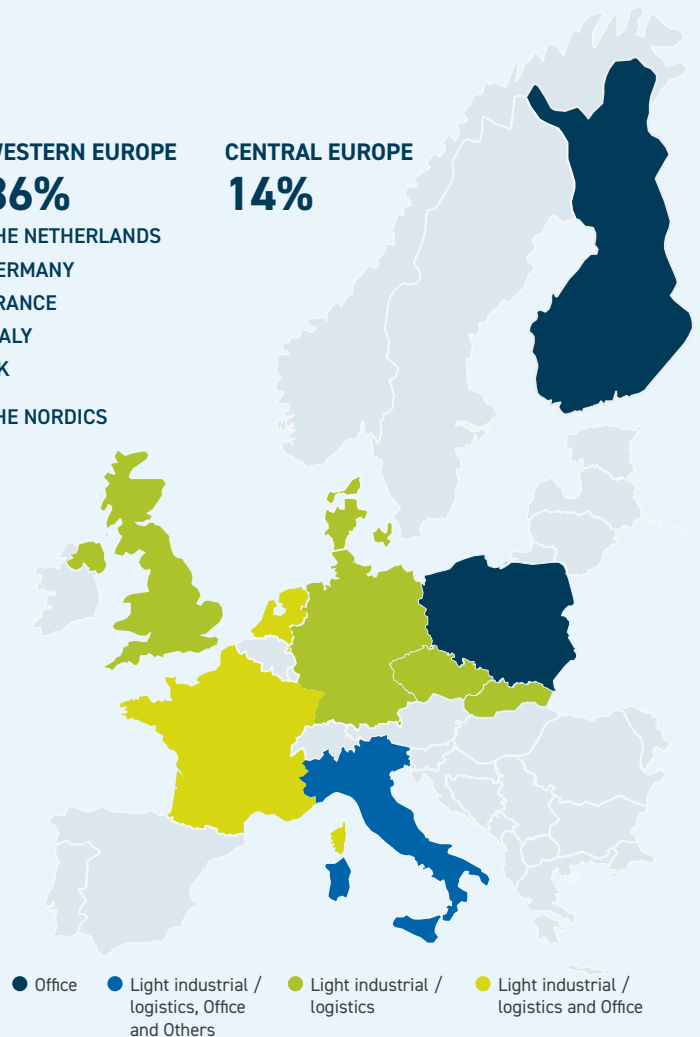 WESTERN EUROPE
86%
HE NETHERLANDS
ERMANY
RANCE
ALY
K
HE NORDICS
CENTRAL EUROPE
14%
Office
Light industrial /
logistics, Office
and Others
Light industrial /
logistics
Light industrial /
logistics and Office